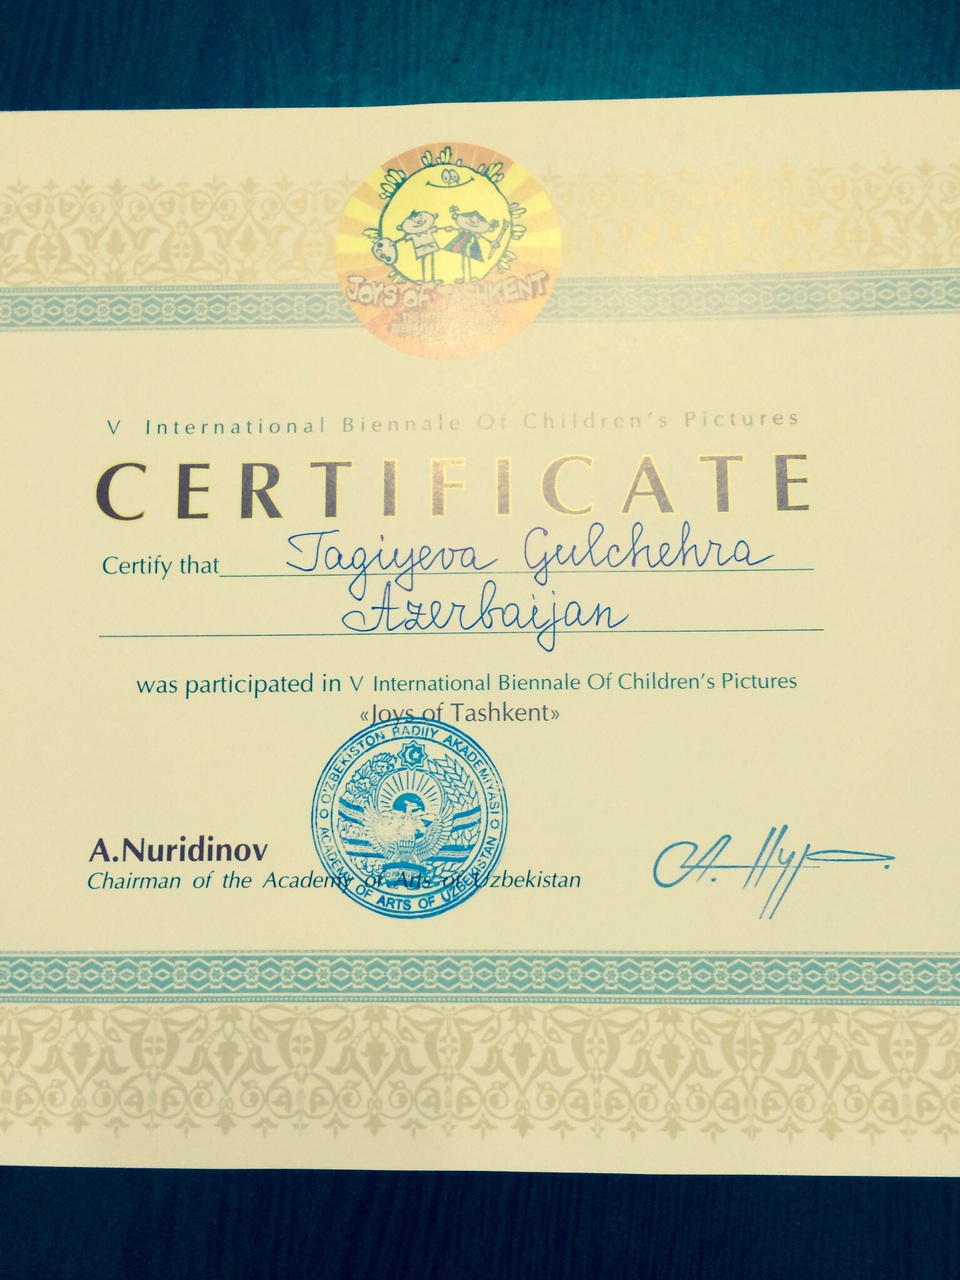 JOYS OF TASHKENT
V International Biennale Of Children's Pictures
CERTIFICATE
Certify that Tagiyeva Gulchehra
Azerbaijan
was participated in V International Biennale Of Children's Pictures
«Joys of Tashkent»
O'ZBEKISTON BADIIY AKADEMIYASI
ACADEMY OF ARTS OF UZBEKISTAN
A.Nuridinov
Chairman of the Academy of Arts of Uzbekistan